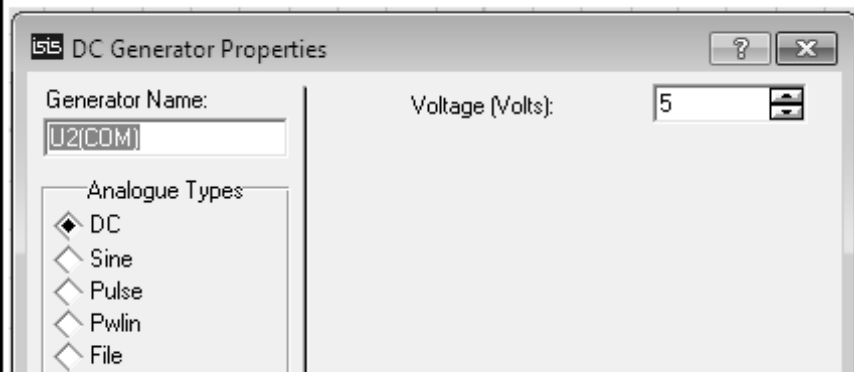 isis DC Generator Properties
?
Generator Name:
U2(COM)
Voltage (Volts):
5
Analogue Types
DC
Sine
Pulse
Pwlin
File